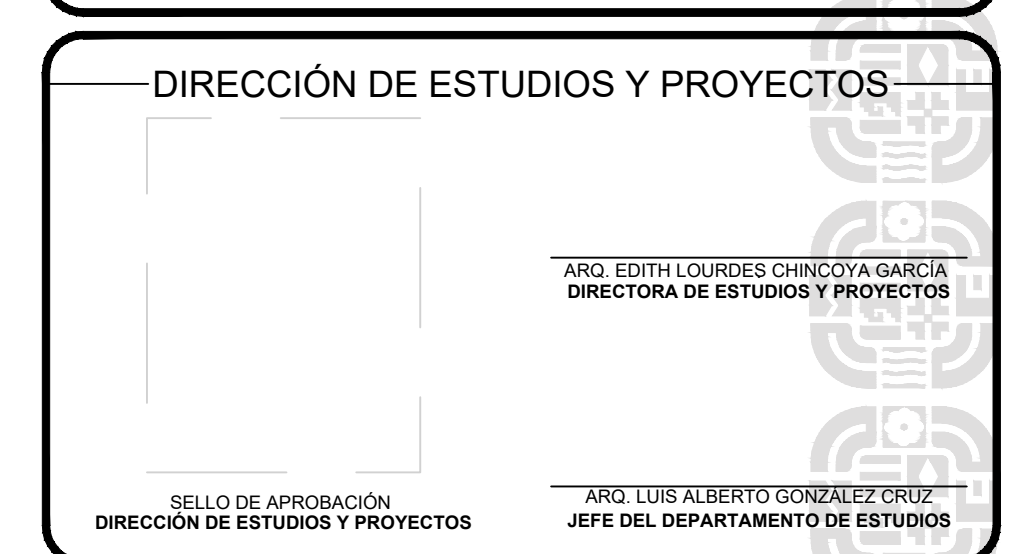 DIRECCIÓN DE ESTUDIOS Y PROYECTOS
ARQ. EDITH LOURDES CHINCOYA GARCÍA
DIRECTORA DE ESTUDIOS Y PROYECTOS
SELLO DE APROBACIÓN
DIRECCIÓN DE ESTUDIOS Y PROYECTOS
ARQ. LUIS ALBERTO GONZÁLEZ CRUZ
JEFE DEL DEPARTAMENTO DE ESTUDIOS